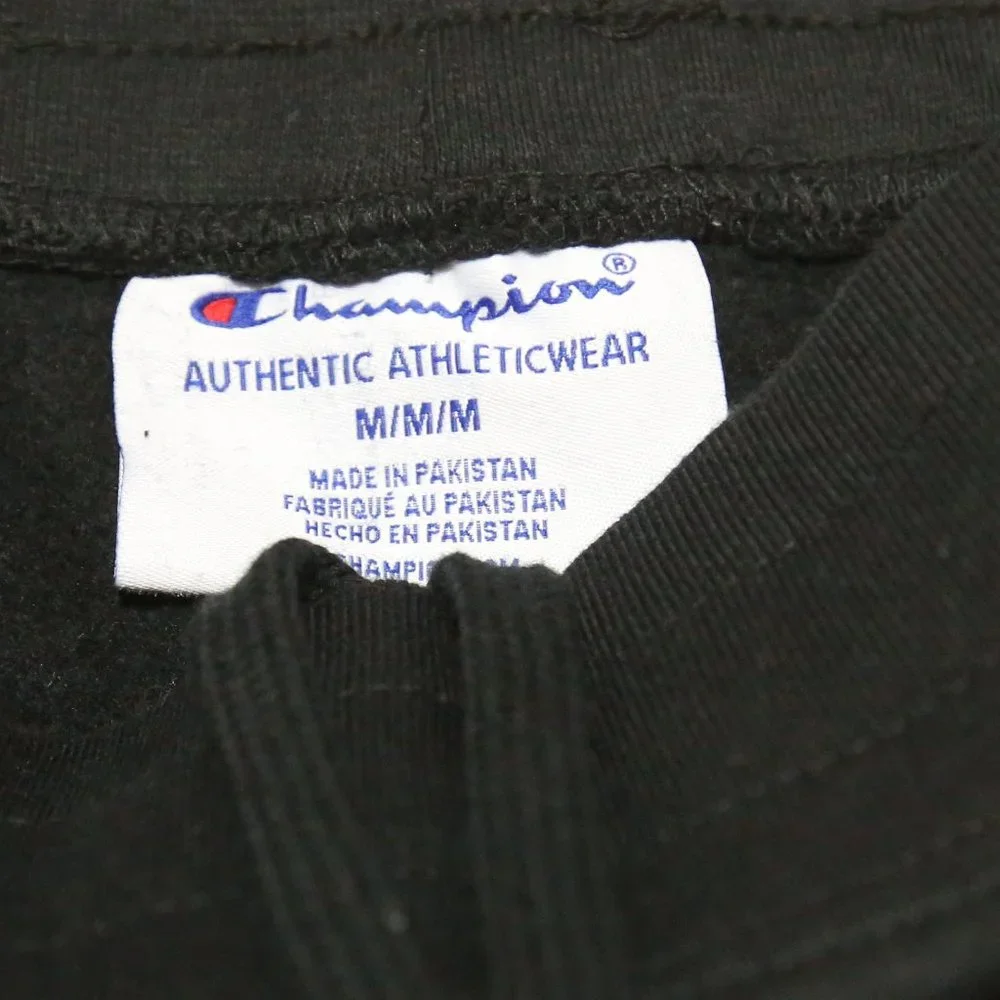 Champion®
AUTHENTIC ATHLETICWEAR
M/M/M
MADE IN PAKISTAN
FABRIQUÉ AU PAKISTAN
HECHO EN PAKISTAN